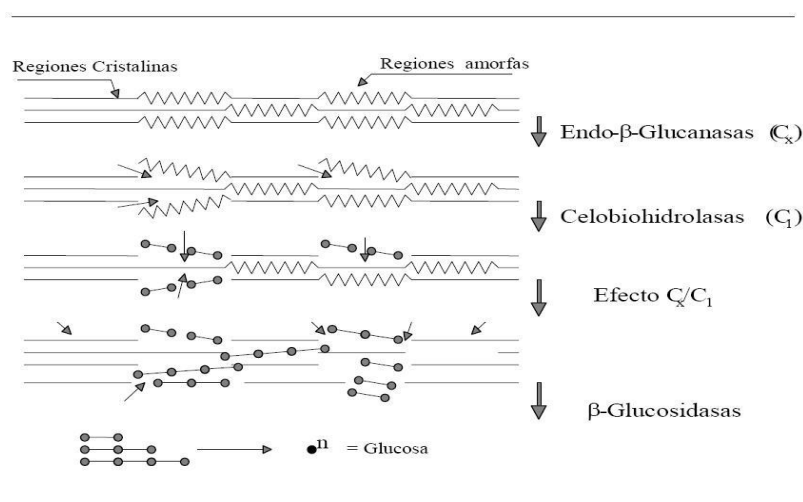 Regiones Cristalinas
Regiones amorfas
Endo-β-Glucanasas (Cx)
Celobiohidrolasas (C1)
Efecto Cx/C1
β-Glucosidasas
n = Glucosa